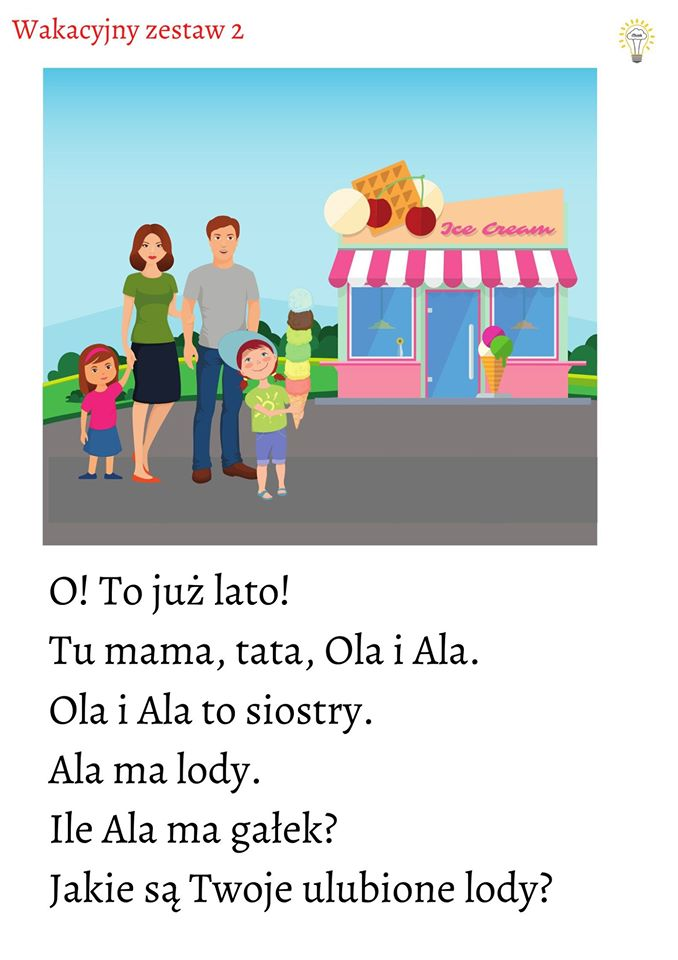 Wakacyjny zestaw 2
Ice Cream
O! To już lato!
Tu mama, tata, Ola i Ala.
Ola i Ala to siostry.
Ala ma lody.
Ile Ala ma gałek?
Jakie są Twoje ulubione lody?